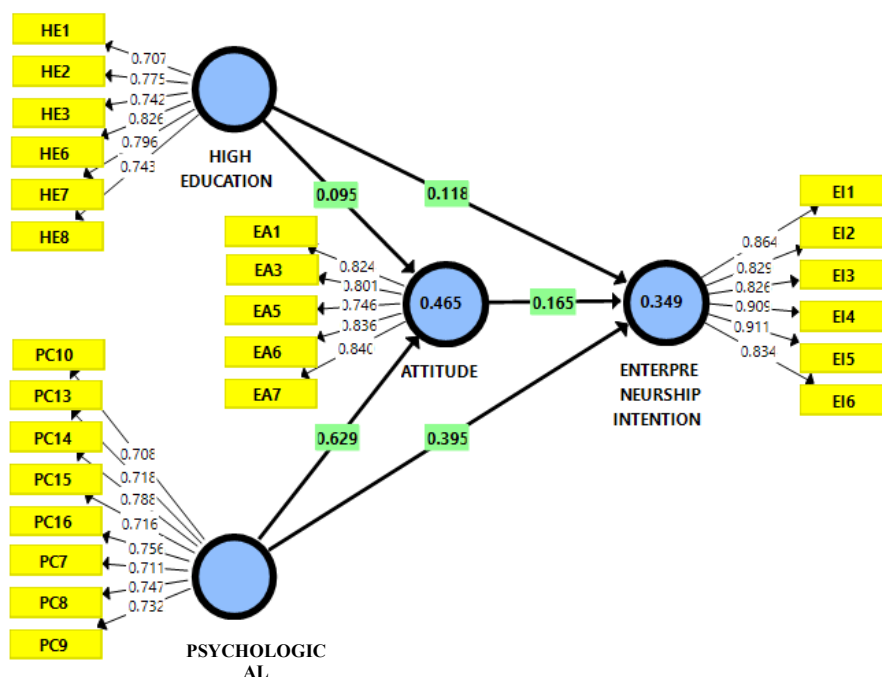 HE1
HE2
HE3
HE6
HE7
HE8
0.707
0.775
0.742
0.826
0.796
0.743
HIGH
EDUCATION
0.095
0.118
EA1
EA3
EA5
EA6
EA7
0.824
0.801
0.746
0.836
0.840
0.465
ATTITUDE
0.165
0.349
ENTERPRE
NEURSHIP
INTENTION
0.864
0.829
0.826
0.909
0.911
0.834
EI1
EI2
EI3
EI4
EI5
EI6
0.629
0.395
PC10
PC13
PC14
PC15
PC16
PC7
PC8
PC9
0.708
0.718
0.788
0.716
0.756
0.711
0.747
0.732
PSYCHOLOGIC
AL